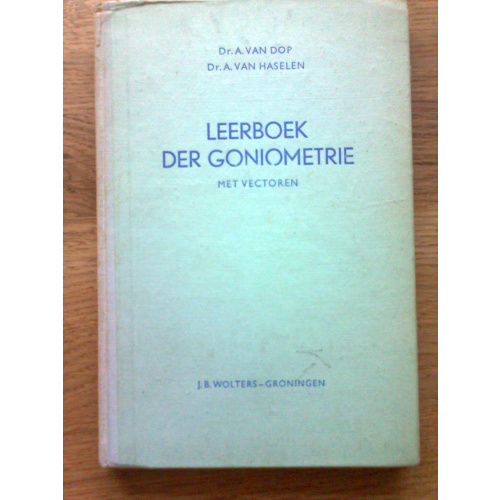 Dr. A. VAN DOP
Dr. A. VAN HASELEN
LEERBOEK
DER GONIOMETRIE
MET VECTOREN
J. B. WOLTERS – GRONINGEN